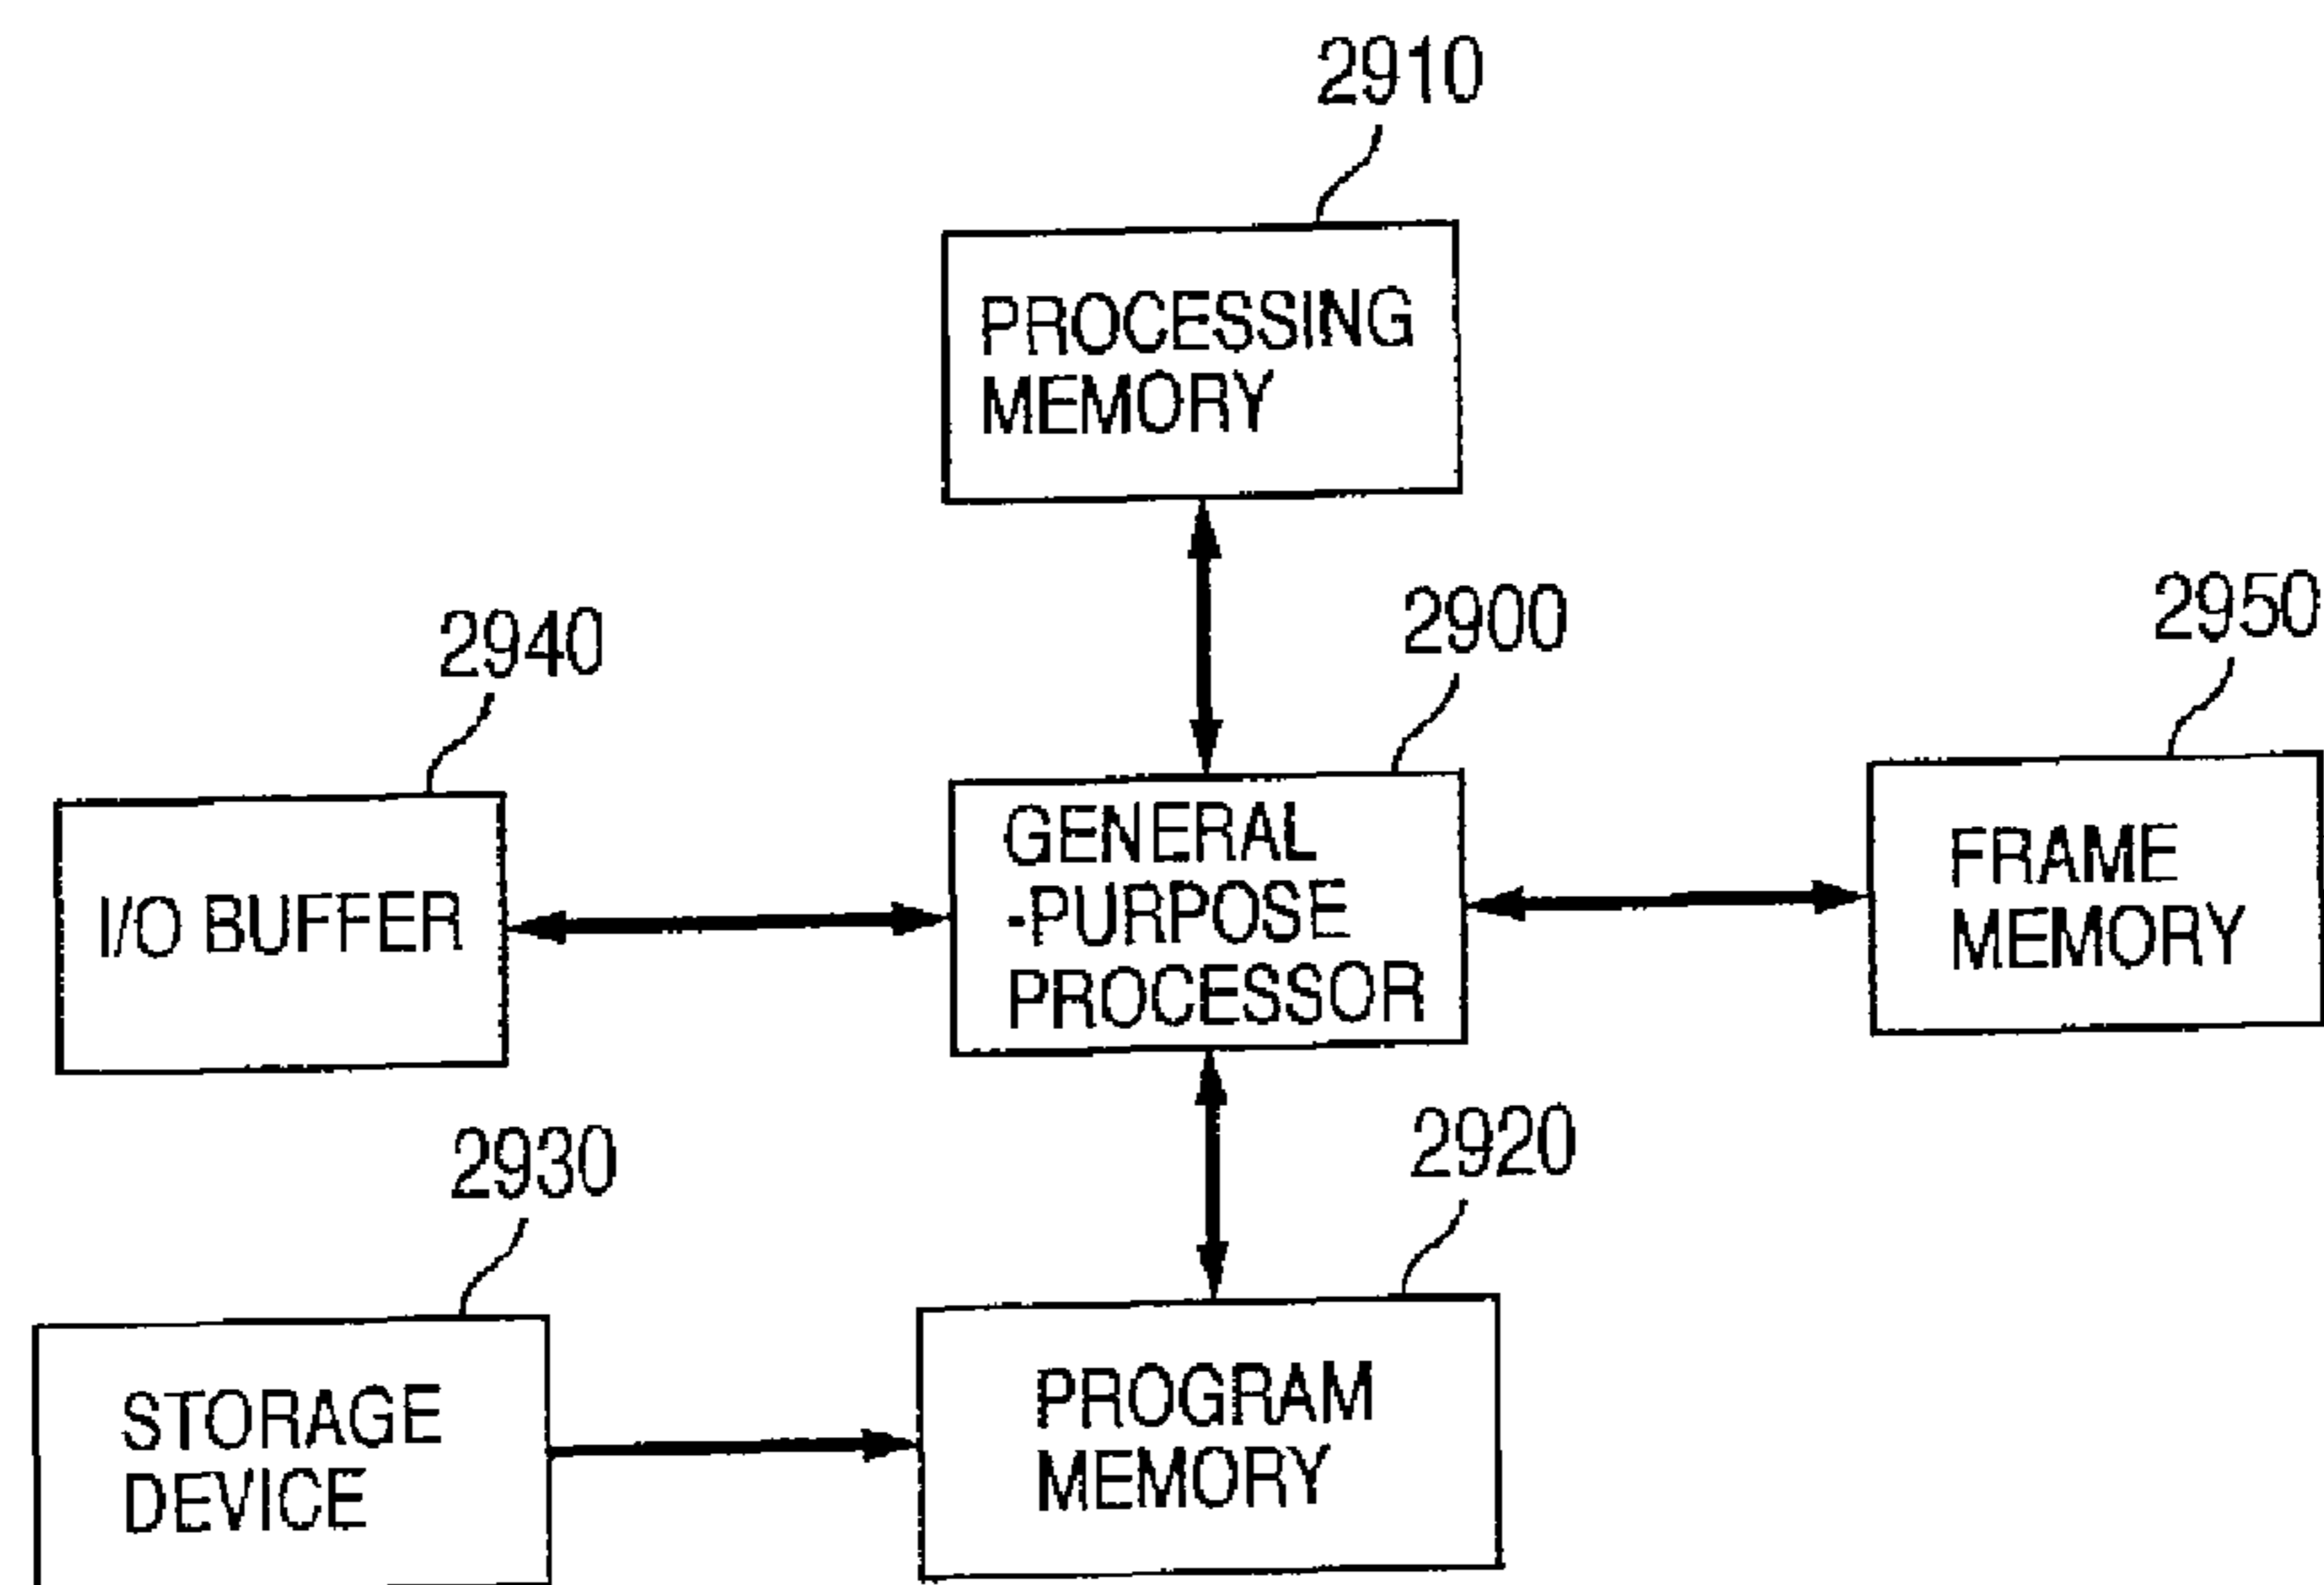 2910
PROCESSING
MEMORY
2940
2900
2950
I/O BUFFER
GENERAL
-PURPOSE
PROCESSOR
FRAME
MEMORY
2930
2920
STORAGE
DEVICE
PROGRAM
MEMORY